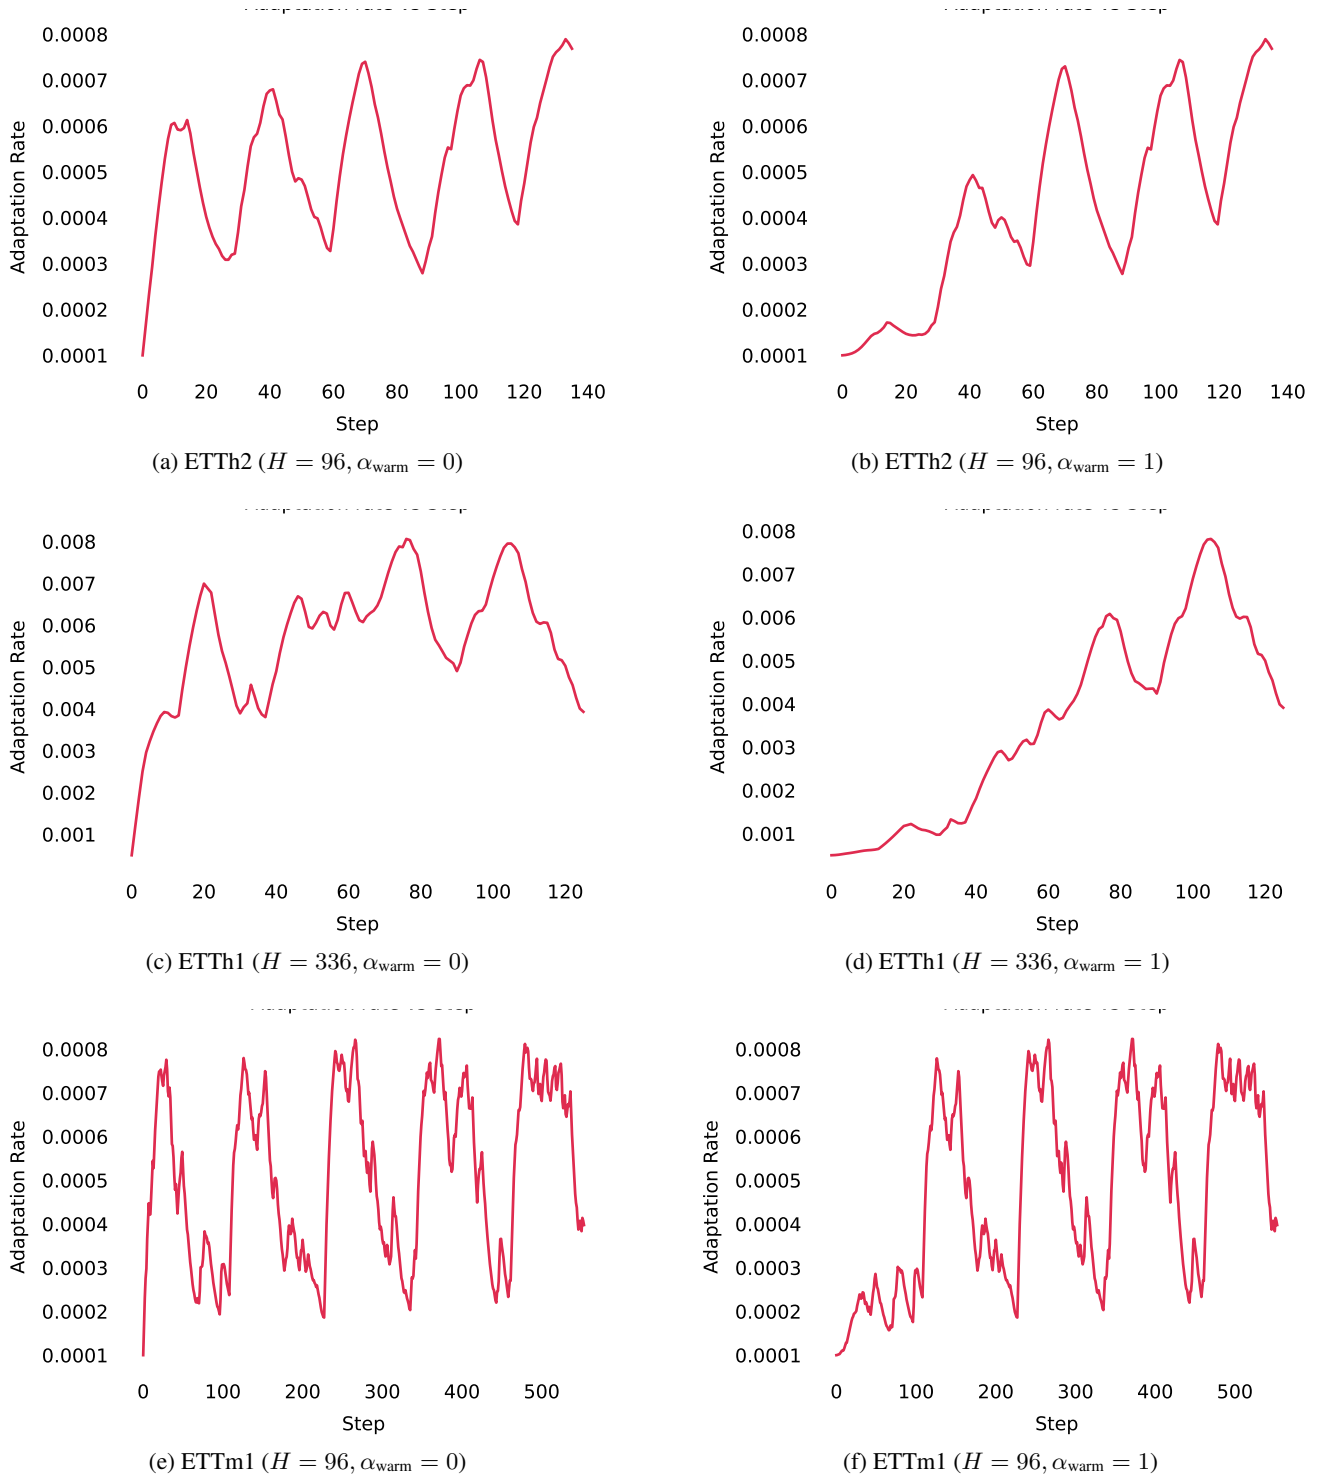 0.0008
0.0007
0.0006
0.0005
0.0004
0.0003
0.0002
0.0001
Adaptation Rate
0 20 40 60 80 100 120 140
Step
(a) ETTh2 (H = 96, α_warm = 0)
0.0008
0.0007
0.0006
0.0005
0.0004
0.0003
0.0002
0.0001
Adaptation Rate
0 20 40 60 80 100 120 140
Step
(b) ETTh2 (H = 96, α_warm = 1)
0.008
0.007
0.006
0.005
0.004
0.003
0.002
0.001
Adaptation Rate
0 20 40 60 80 100 120
Step
(c) ETTh1 (H = 336, α_warm = 0)
0.008
0.007
0.006
0.005
0.004
0.003
0.002
0.001
Adaptation Rate
0 20 40 60 80 100 120
Step
(d) ETTh1 (H = 336, α_warm = 1)
0.0008
0.0007
0.0006
0.0005
0.0004
0.0003
0.0002
0.0001
Adaptation Rate
0 100 200 300 400 500
Step
(e) ETTm1 (H = 96, α_warm = 0)
0.0008
0.0007
0.0006
0.0005
0.0004
0.0003
0.0002
0.0001
Adaptation Rate
0 100 200 300 400 500
Step
(f) ETTm1 (H = 96, α_warm = 1)